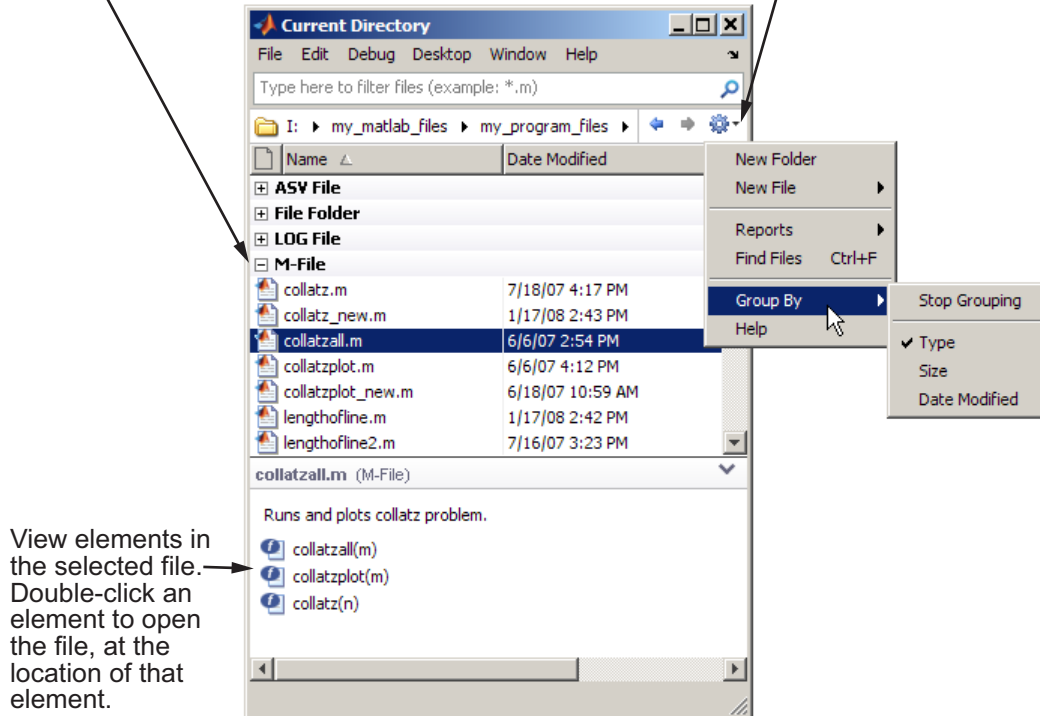 Current Directory
File Edit Debug Desktop Window Help
Type here to filter files (example: *.m)
I: my_matlab_files my_program_files
Name Date Modified
ASV File
File Folder
LOG File
M-File
collatz.m 7/18/07 4:17 PM
collatz_new.m 1/17/08 2:43 PM
collatzall.m 6/6/07 2:54 PM
collatzplot.m 6/6/07 4:12 PM
collatzplot_new.m 6/18/07 10:59 AM
lengthofline.m 1/17/08 2:42 PM
lengthofline2.m 7/16/07 3:23 PM
New Folder
New File
Reports
Find Files Ctrl+F
Group By
Help
Stop Grouping
Type
Size
Date Modified
collatzall.m (M-File)
Runs and plots collatz problem.
collatzall(m)
collatzplot(m)
collatz(n)
View elements in
the selected file.
Double-click an
element to open
the file, at the
location of that
element.